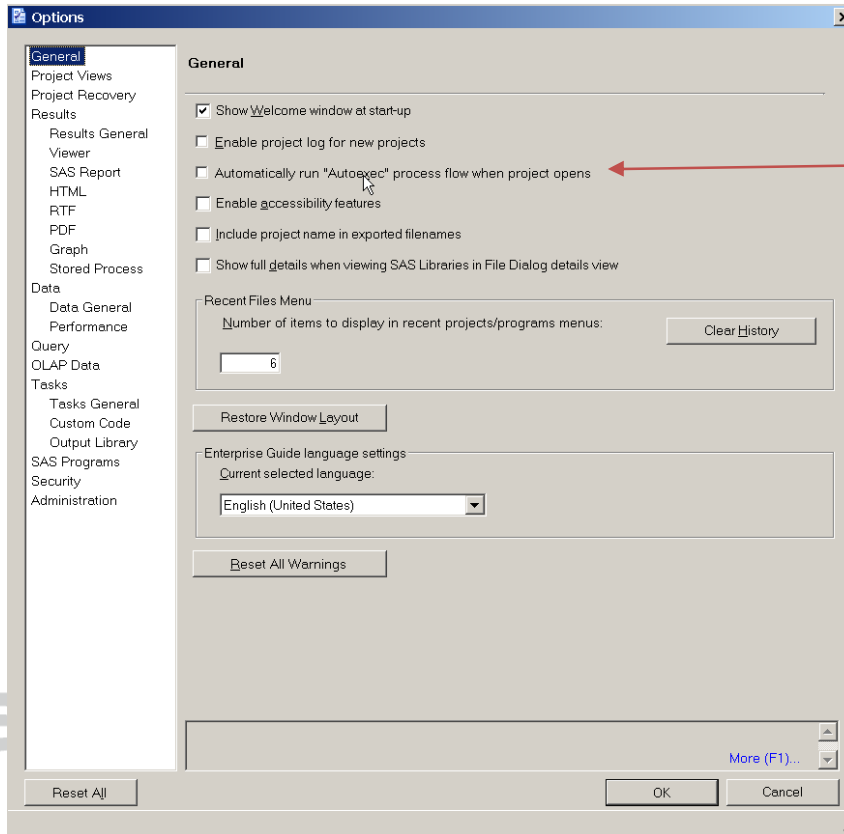 Options
General
Project Views
Project Recovery
Results
Results General
Viewer
SAS Report
HTML
RTF
PDF
Graph
Stored Process
Data
Data General
Performance
Query
OLAP Data
Tasks
Tasks General
Custom Code
Output Library
SAS Programs
Security
Administration
General
Show Welcome window at start-up
Enable project log for new projects
Automatically run "Autoexec" process flow when project opens
Enable accessibility features
Include project name in exported filenames
Show full details when viewing SAS Libraries in File Dialog details view
Recent Files Menu
Number of items to display in recent projects/programs menus:
Clear History
6
Restore Window Layout
Enterprise Guide language settings
Current selected language:
English (United States)
Reset All Warnings
More (F1)...
Reset All
OK
Cancel